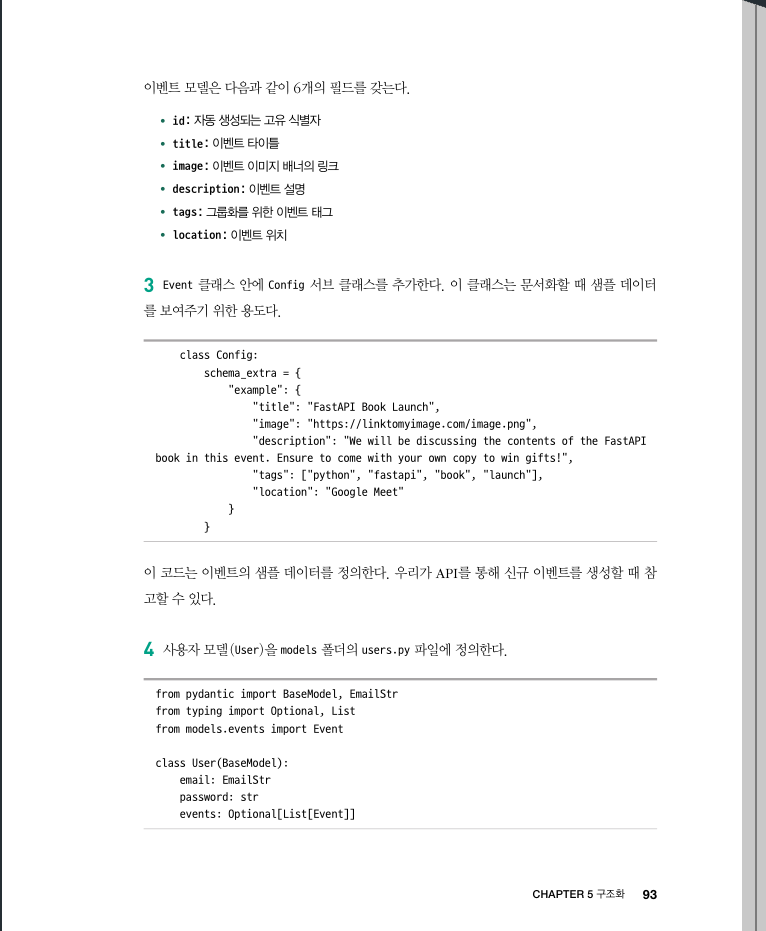 이벤트 모델은 다음과 같이 6개의 필드를 갖는다.
• id: 자동 생성되는 고유 식별자
• title: 이벤트 타이틀
• image: 이벤트 이미지 배너의 링크
• description: 이벤트 설명
• tags: 그룹화를 위한 이벤트 태그
• location: 이벤트 위치
3 Event 클래스 안에 Config 서브 클래스를 추가한다. 이 클래스는 문서화할 때 샘플 데이터
를 보여주기 위한 용도다.
    class Config:
        schema_extra = {
            "example": {
                "title": "FastAPI Book Launch",
                "image": "https://linktomyimage.com/image.png",
                "description": "We will be discussing the contents of the FastAPI
book in this event. Ensure to come with your own copy to win gifts!",
                "tags": ["python", "fastapi", "book", "launch"],
                "location": "Google Meet"
            }
        }
이 코드는 이벤트의 샘플 데이터를 정의한다. 우리가 API를 통해 신규 이벤트를 생성할 때 참
고할 수 있다.
4 사용자 모델(User)을 models 폴더의 users.py 파일에 정의한다.
from pydantic import BaseModel, EmailStr
from typing import Optional, List
from models.events import Event

class User(BaseModel):
    email: EmailStr
    password: str
    events: Optional[List[Event]]
CHAPTER 5 구조화 93